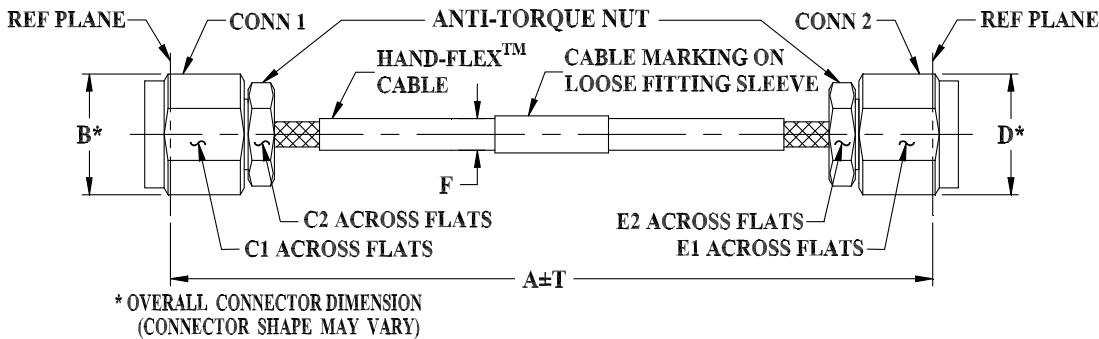 REF PLANE
CONN 1
ANTI-TORQUE NUT
CONN 2
REF PLANE
HAND-FLEX™
CABLE
CABLE MARKING ON
LOOSE FITTING SLEEVE
B*
D*
F
C2 ACROSS FLATS
E2 ACROSS FLATS
C1 ACROSS FLATS
E1 ACROSS FLATS
A±T
* OVERALL CONNECTOR DIMENSION
(CONNECTOR SHAPE MAY VARY)